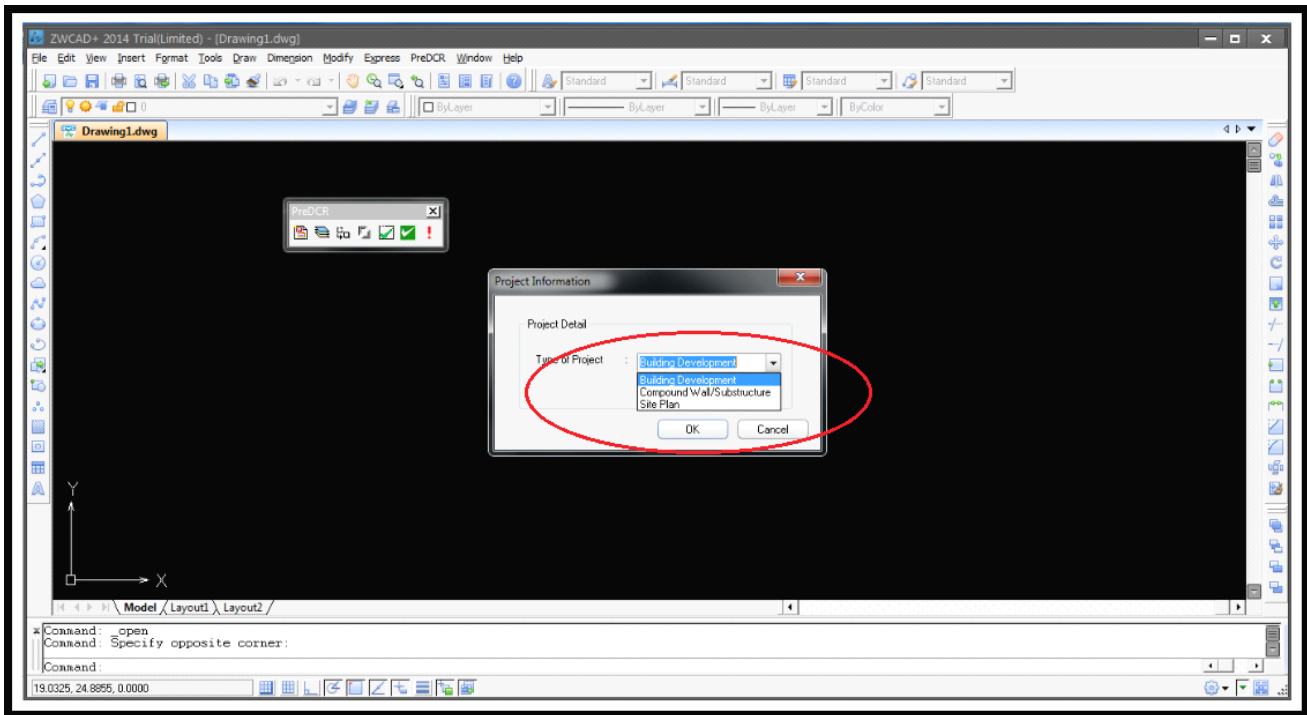 ZWCAD+ 2014 Trial(Limited) - [Drawing1.dwg]
File Edit View Insert Format Tools Draw Dimension Modify Express PreDCR Window Help
Standard Standard Standard Standard
0 ByLayer ByLayer ByLayer ByColor
Drawing1.dwg
PreDCR
Project Information
Project Detail
Type of Project : Building Development
Building Development
Compound Wall/Substructure
Site Plan
OK Cancel
Y
X
Model Layout1 Layout2
Command: _open
Command: Specify opposite corner:
Command:
19.0325, 24.8855, 0.0000